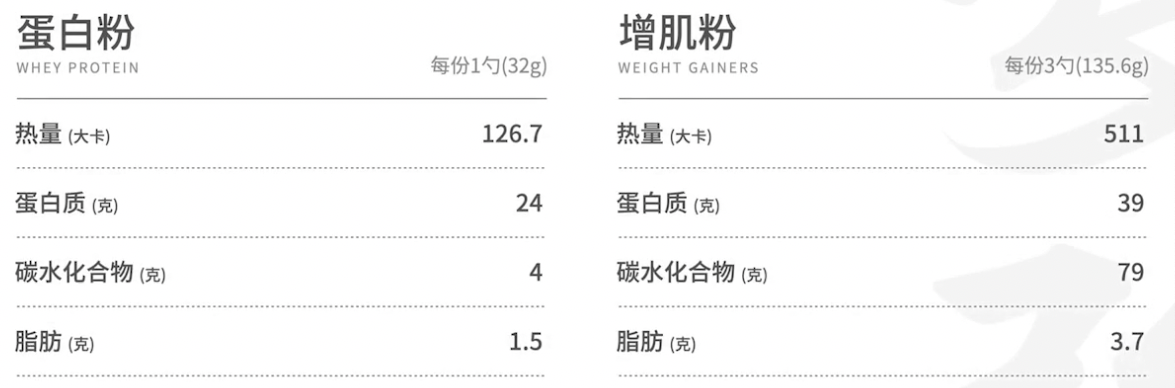 蛋白粉
WHEY PROTEIN
每份1勺(32g)
热量 (大卡) 126.7
蛋白质 (克) 24
碳水化合物 (克) 4
脂肪 (克) 1.5
增肌粉
WEIGHT GAINERS
每份3勺(135.6g)
热量 (大卡) 511
蛋白质 (克) 39
碳水化合物 (克) 79
脂肪 (克) 3.7